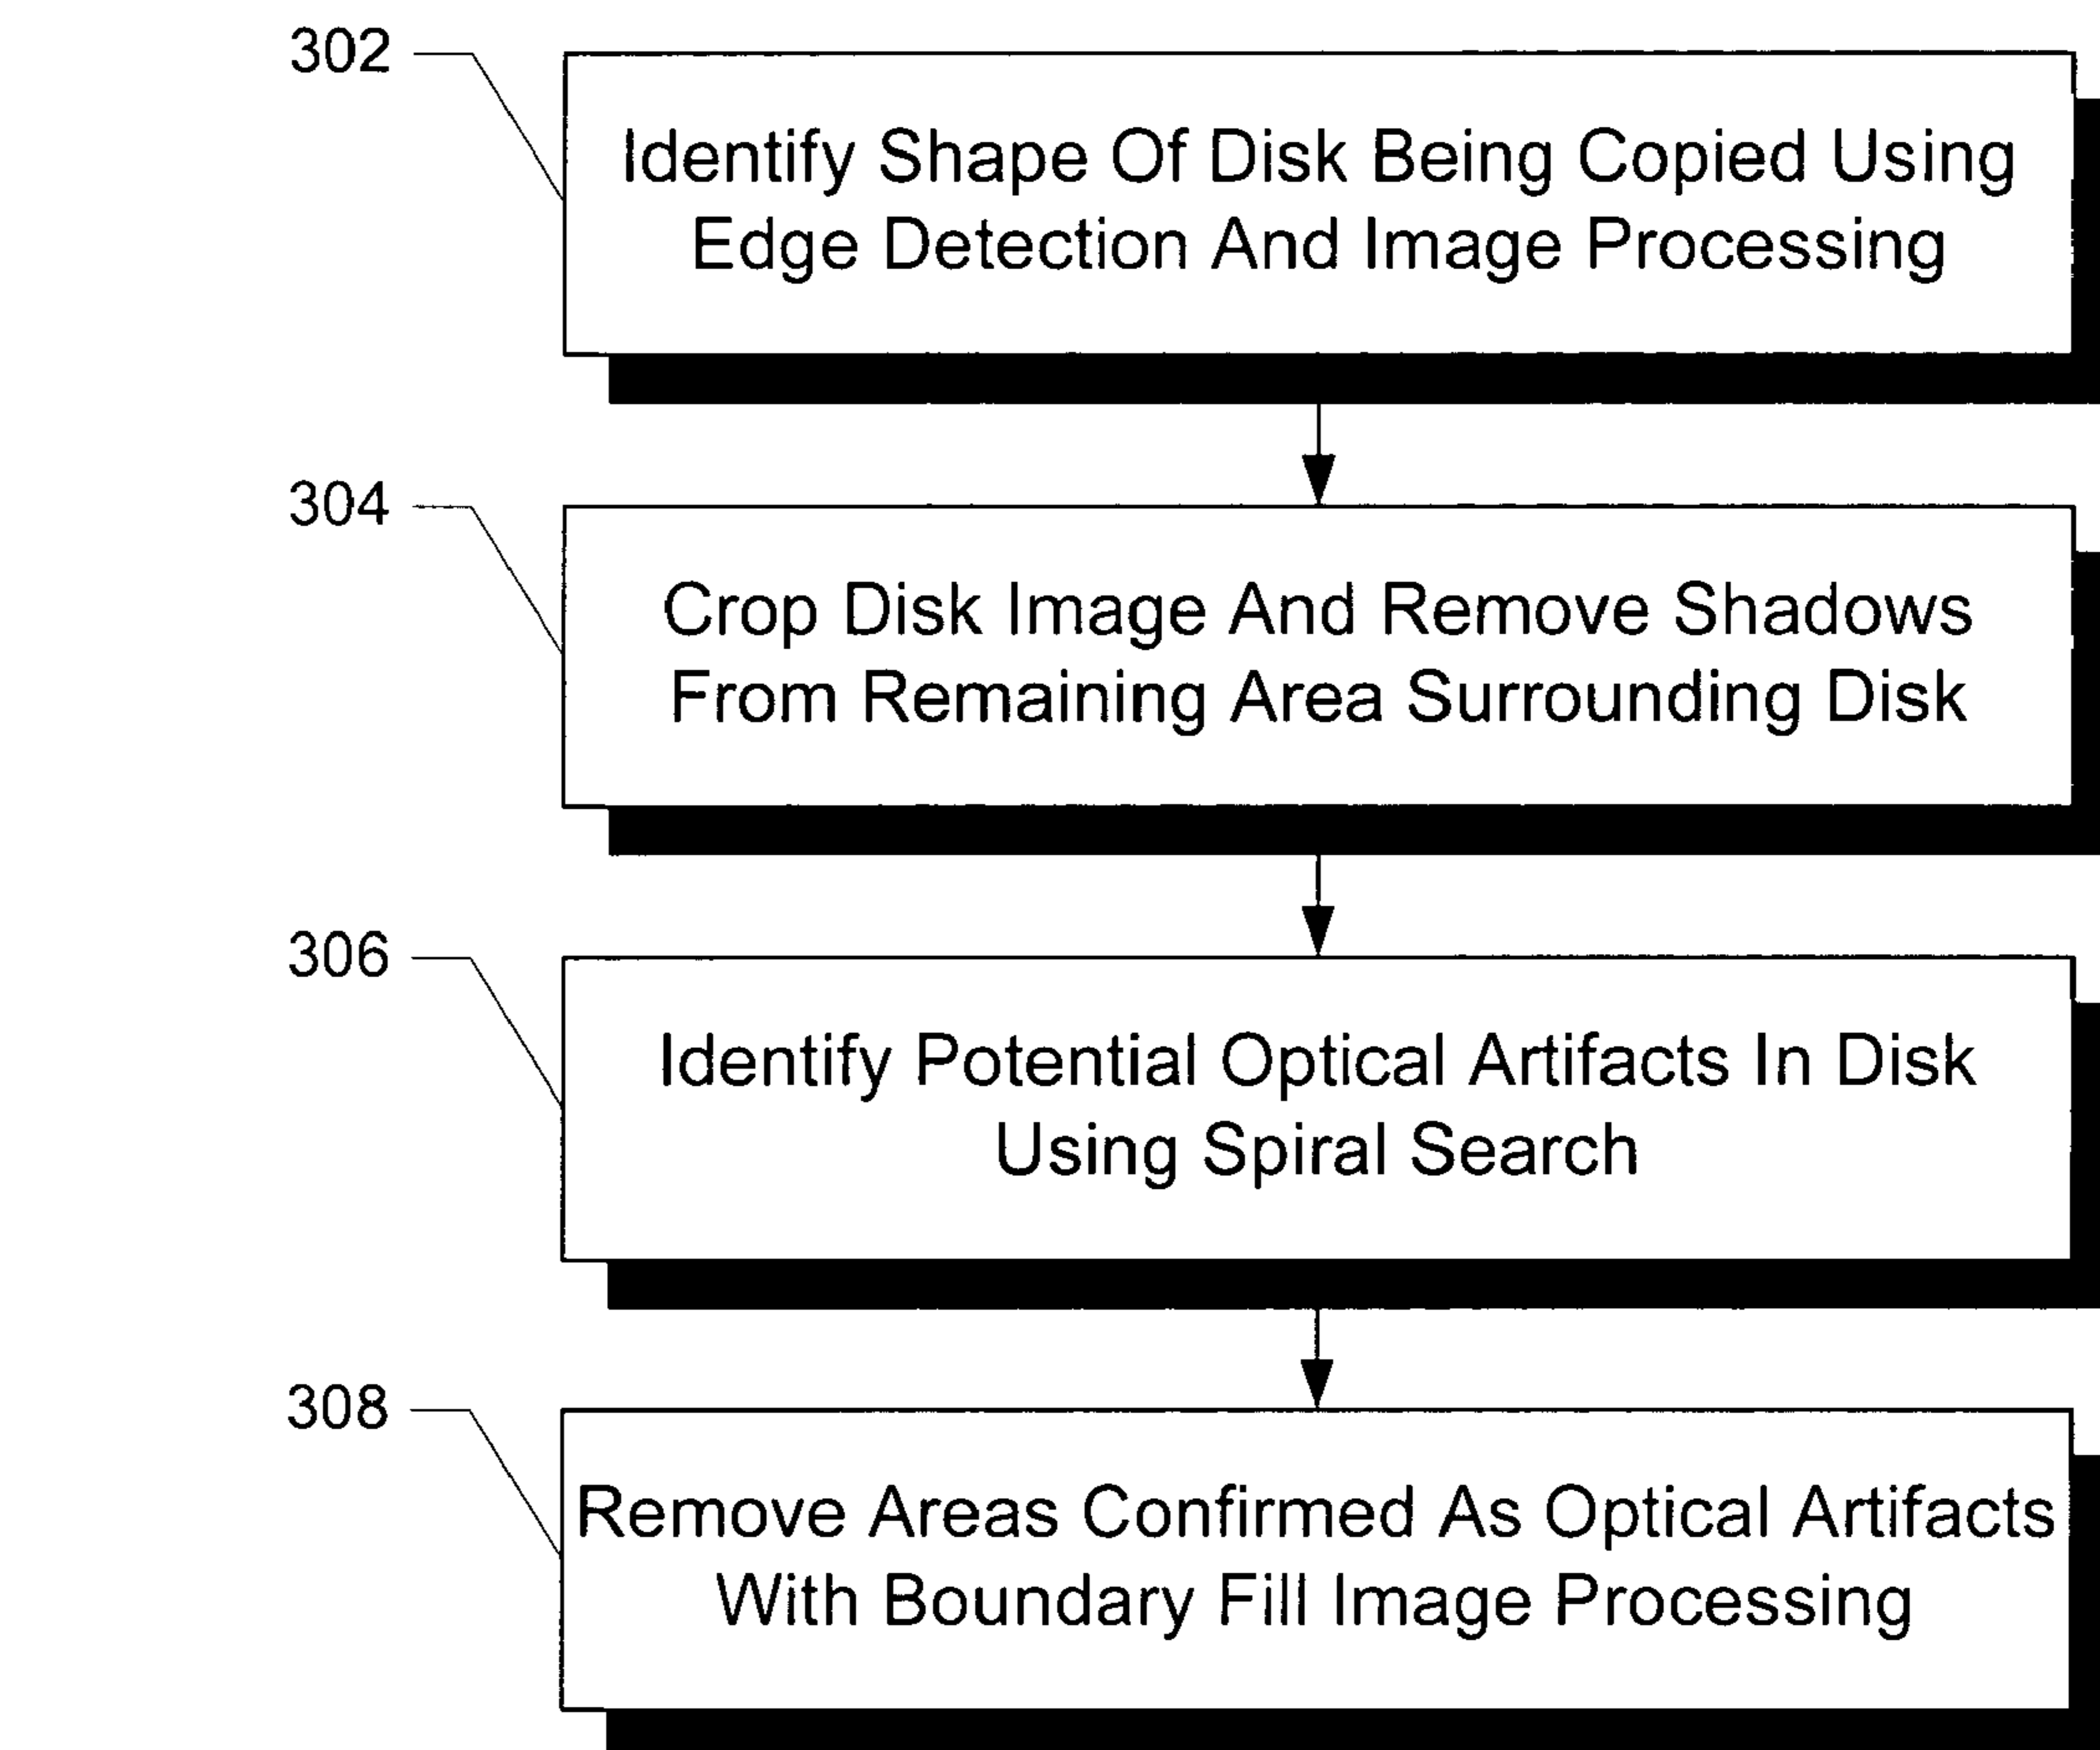 302
Identify Shape Of Disk Being Copied Using
Edge Detection And Image Processing
304
Crop Disk Image And Remove Shadows
From Remaining Area Surrounding Disk
306
Identify Potential Optical Artifacts In Disk
Using Spiral Search
308
Remove Areas Confirmed As Optical Artifacts
With Boundary Fill Image Processing